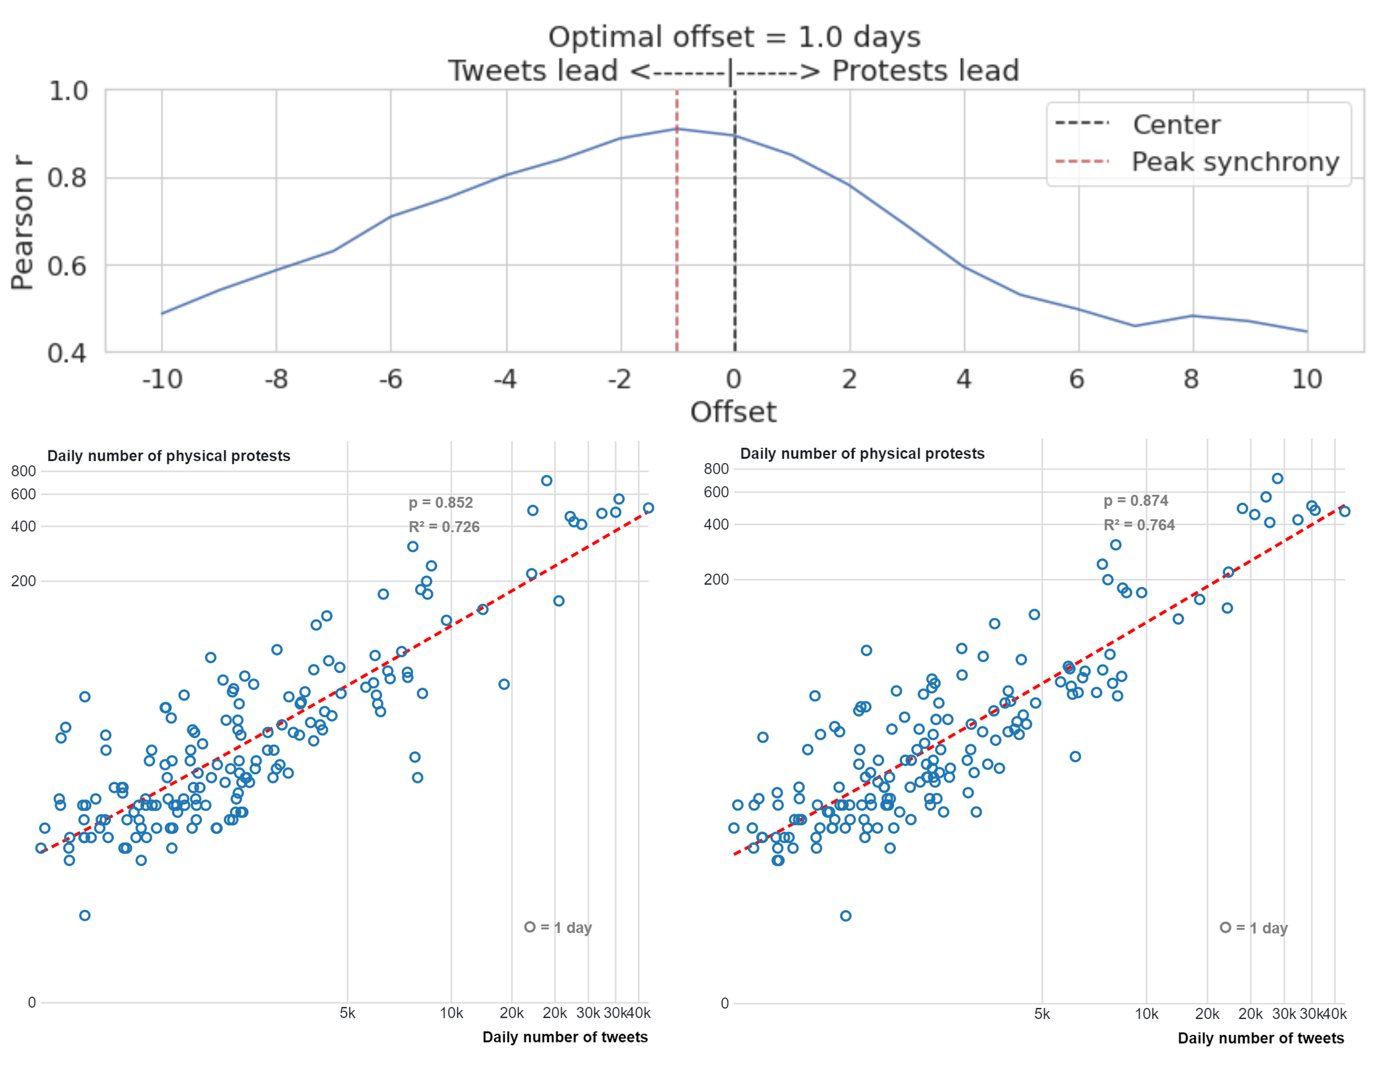 Optimal offset = 1.0 days
Tweets lead <-------|------> Protests lead
1.0
0.8
0.6
0.4
Pearson r
Center
Peak synchrony
-10 -8 -6 -4 -2 0 2 4 6 8 10
Offset
Daily number of physical protests
800
600
400
200
0
p = 0.852
R² = 0.726
O = 1 day
5k 10k 20k 20k 30k 30k 40k
Daily number of tweets
Daily number of physical protests
800
600
400
200
0
p = 0.874
R² = 0.764
O = 1 day
5k 10k 20k 20k 30k 30k 40k
Daily number of tweets